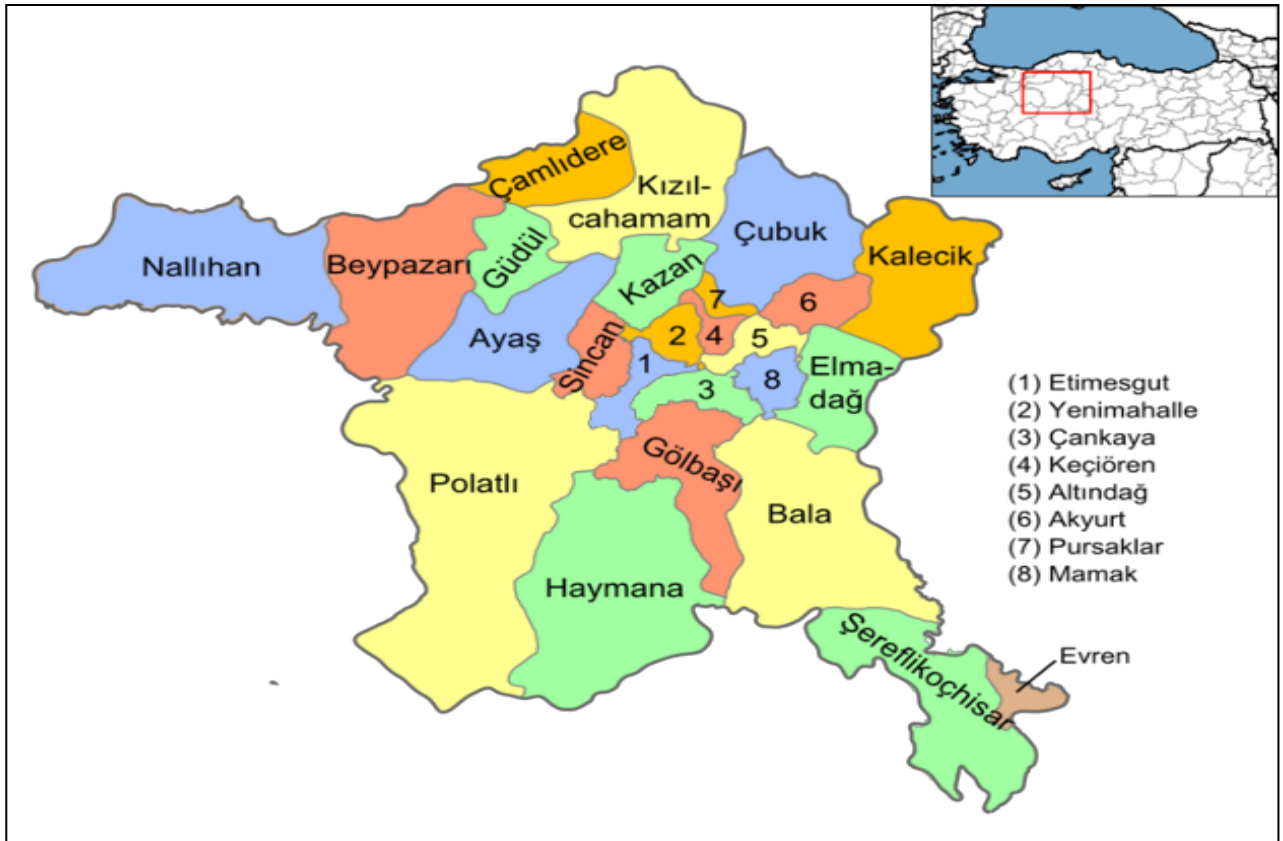 Çamlıdere
Kızıl-
cahamam
Nallıhan
Beypazarı
Güdül
Kazan
Çubuk
Kalecik
Ayaş
Sincan
7
6
2
4
5
1
3
8
Elma-
dağ
Polatlı
Gölbaşı
Bala
Haymana
Şereflikoçhisar
Evren
(1) Etimesgut
(2) Yenimahalle
(3) Çankaya
(4) Keçiören
(5) Altındağ
(6) Akyurt
(7) Pursaklar
(8) Mamak